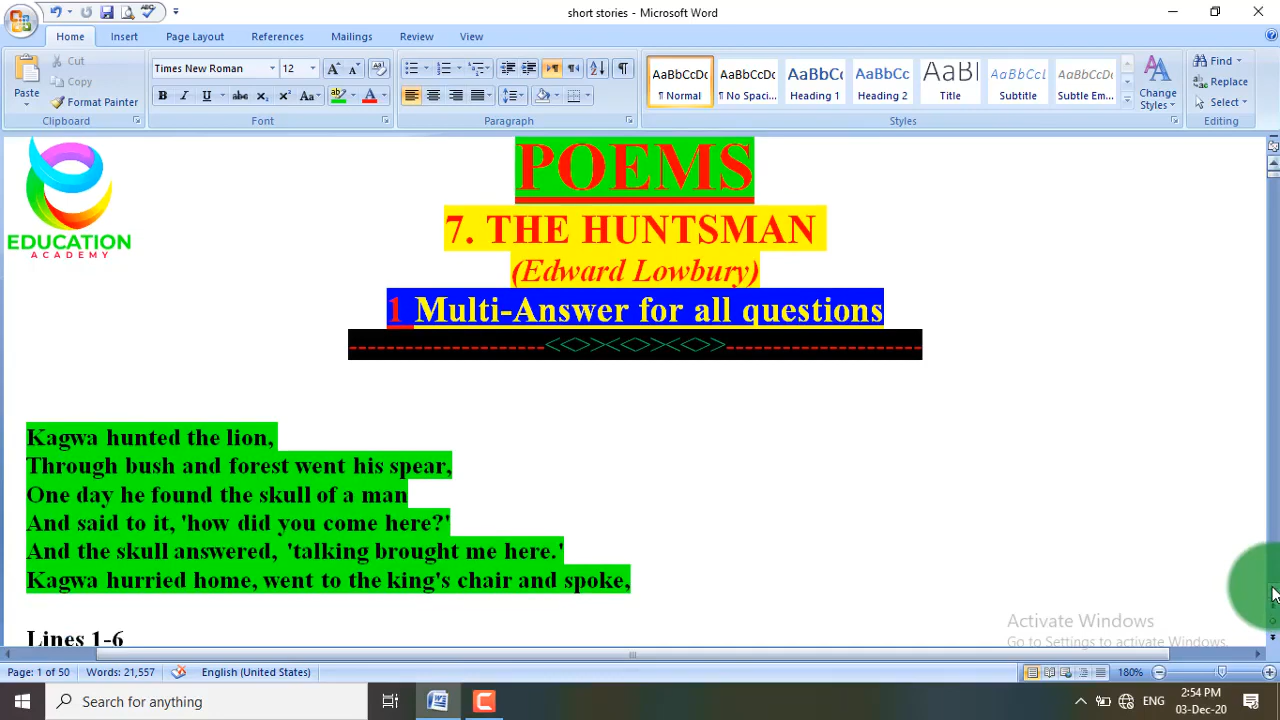 short stories - Microsoft Word
Home Insert Page Layout References Mailings Review View
Paste
Cut
Copy
Format Painter
Clipboard
Times New Roman 12
Font
Paragraph
AaBbCcDc AaBbCcDc AaBbCc AaBbCc AaBl AaBbCcL AaBbCcDc
¶ Normal ¶ No Spaci... Heading 1 Heading 2 Title Subtitle Subtle Em...
Change Styles
Styles
Find
Replace
Select
Editing
EDUCATION
ACADEMY
POEMS
7. THE HUNTSMAN
(Edward Lowbury)
1 Multi-Answer for all questions
--------------------<<>><<>><<>>--------------------
Kagwa hunted the lion,
Through bush and forest went his spear,
One day he found the skull of a man
And said to it, 'how did you come here?'
And the skull answered, 'talking brought me here.'
Kagwa hurried home, went to the king's chair and spoke,
Lines 1-6
Activate Windows
Go to Settings to activate Windows.
Page: 1 of 50 Words: 21,557 English (United States) 180%
Search for anything
ENG
2:54 PM
03-Dec-20